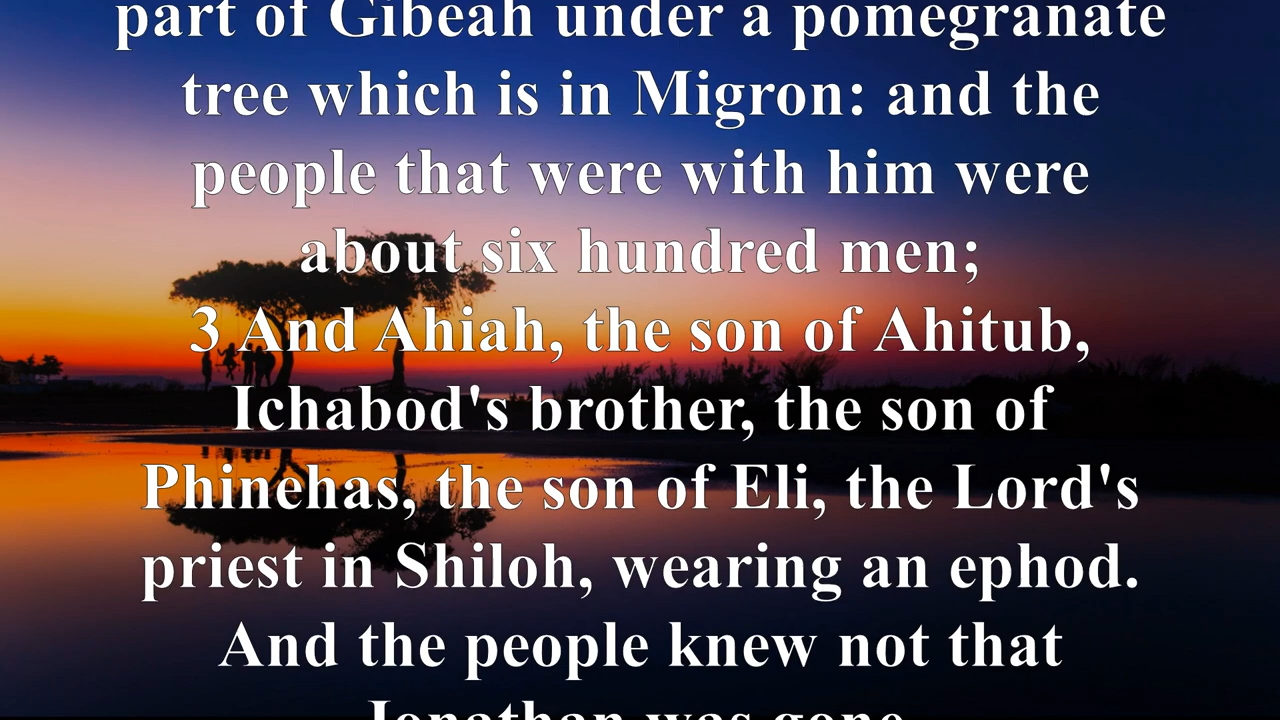 part of Gibeah under a pomegranate
tree which is in Migron: and the
people that were with him were
about six hundred men;
3 And Ahiah, the son of Ahitub,
Ichabod's brother, the son of
Phinehas, the son of Eli, the Lord's
priest in Shiloh, wearing an ephod.
And the people knew not that
Jonathan was gone